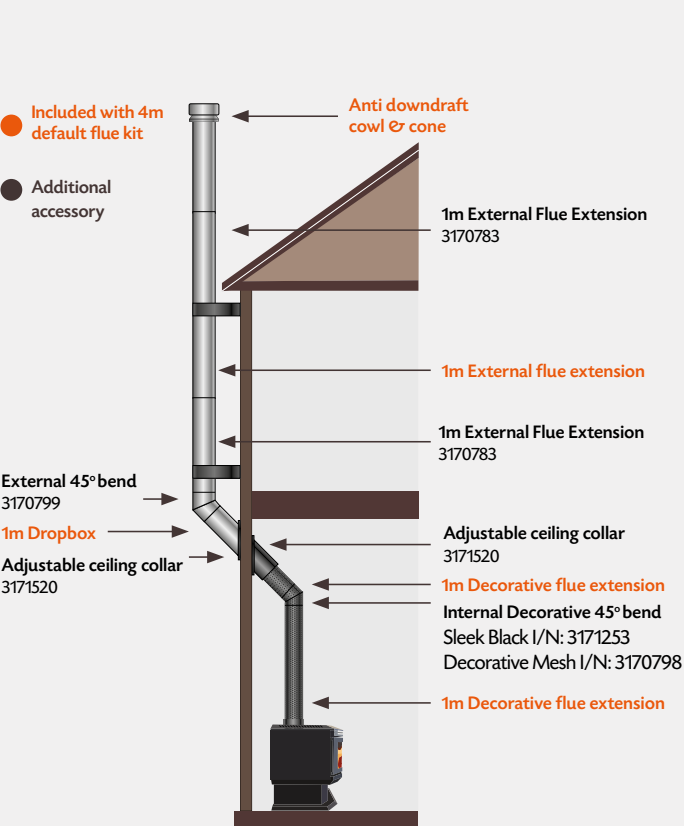 Included with 4m
default flue kit
Additional
accessory
Anti downdraft
cowl & cone
1m External Flue Extension
3170783
1m External flue extension
1m External Flue Extension
3170783
External 45º bend
3170799
1m Dropbox
Adjustable ceiling collar
3171520
Adjustable ceiling collar
3171520
1m Decorative flue extension
Internal Decorative 45º bend
Sleek Black I/N: 3171253
Decorative Mesh I/N: 3170798
1m Decorative flue extension